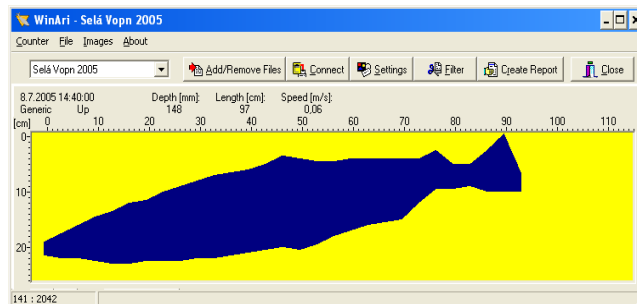 WinAri - Selá Vopn 2005
Counter File Images About
Selá Vopn 2005 Add/Remove Files Connect Settings Filter Create Report Close
8.7.2005 14:40:00 Depth [mm]: Length [cm]: Speed [m/s]:
Generic Up 148 97 0,06
[cm] 0 10 20 30 40 50 60 70 80 90 100 110
0
10
20
141 : 2042